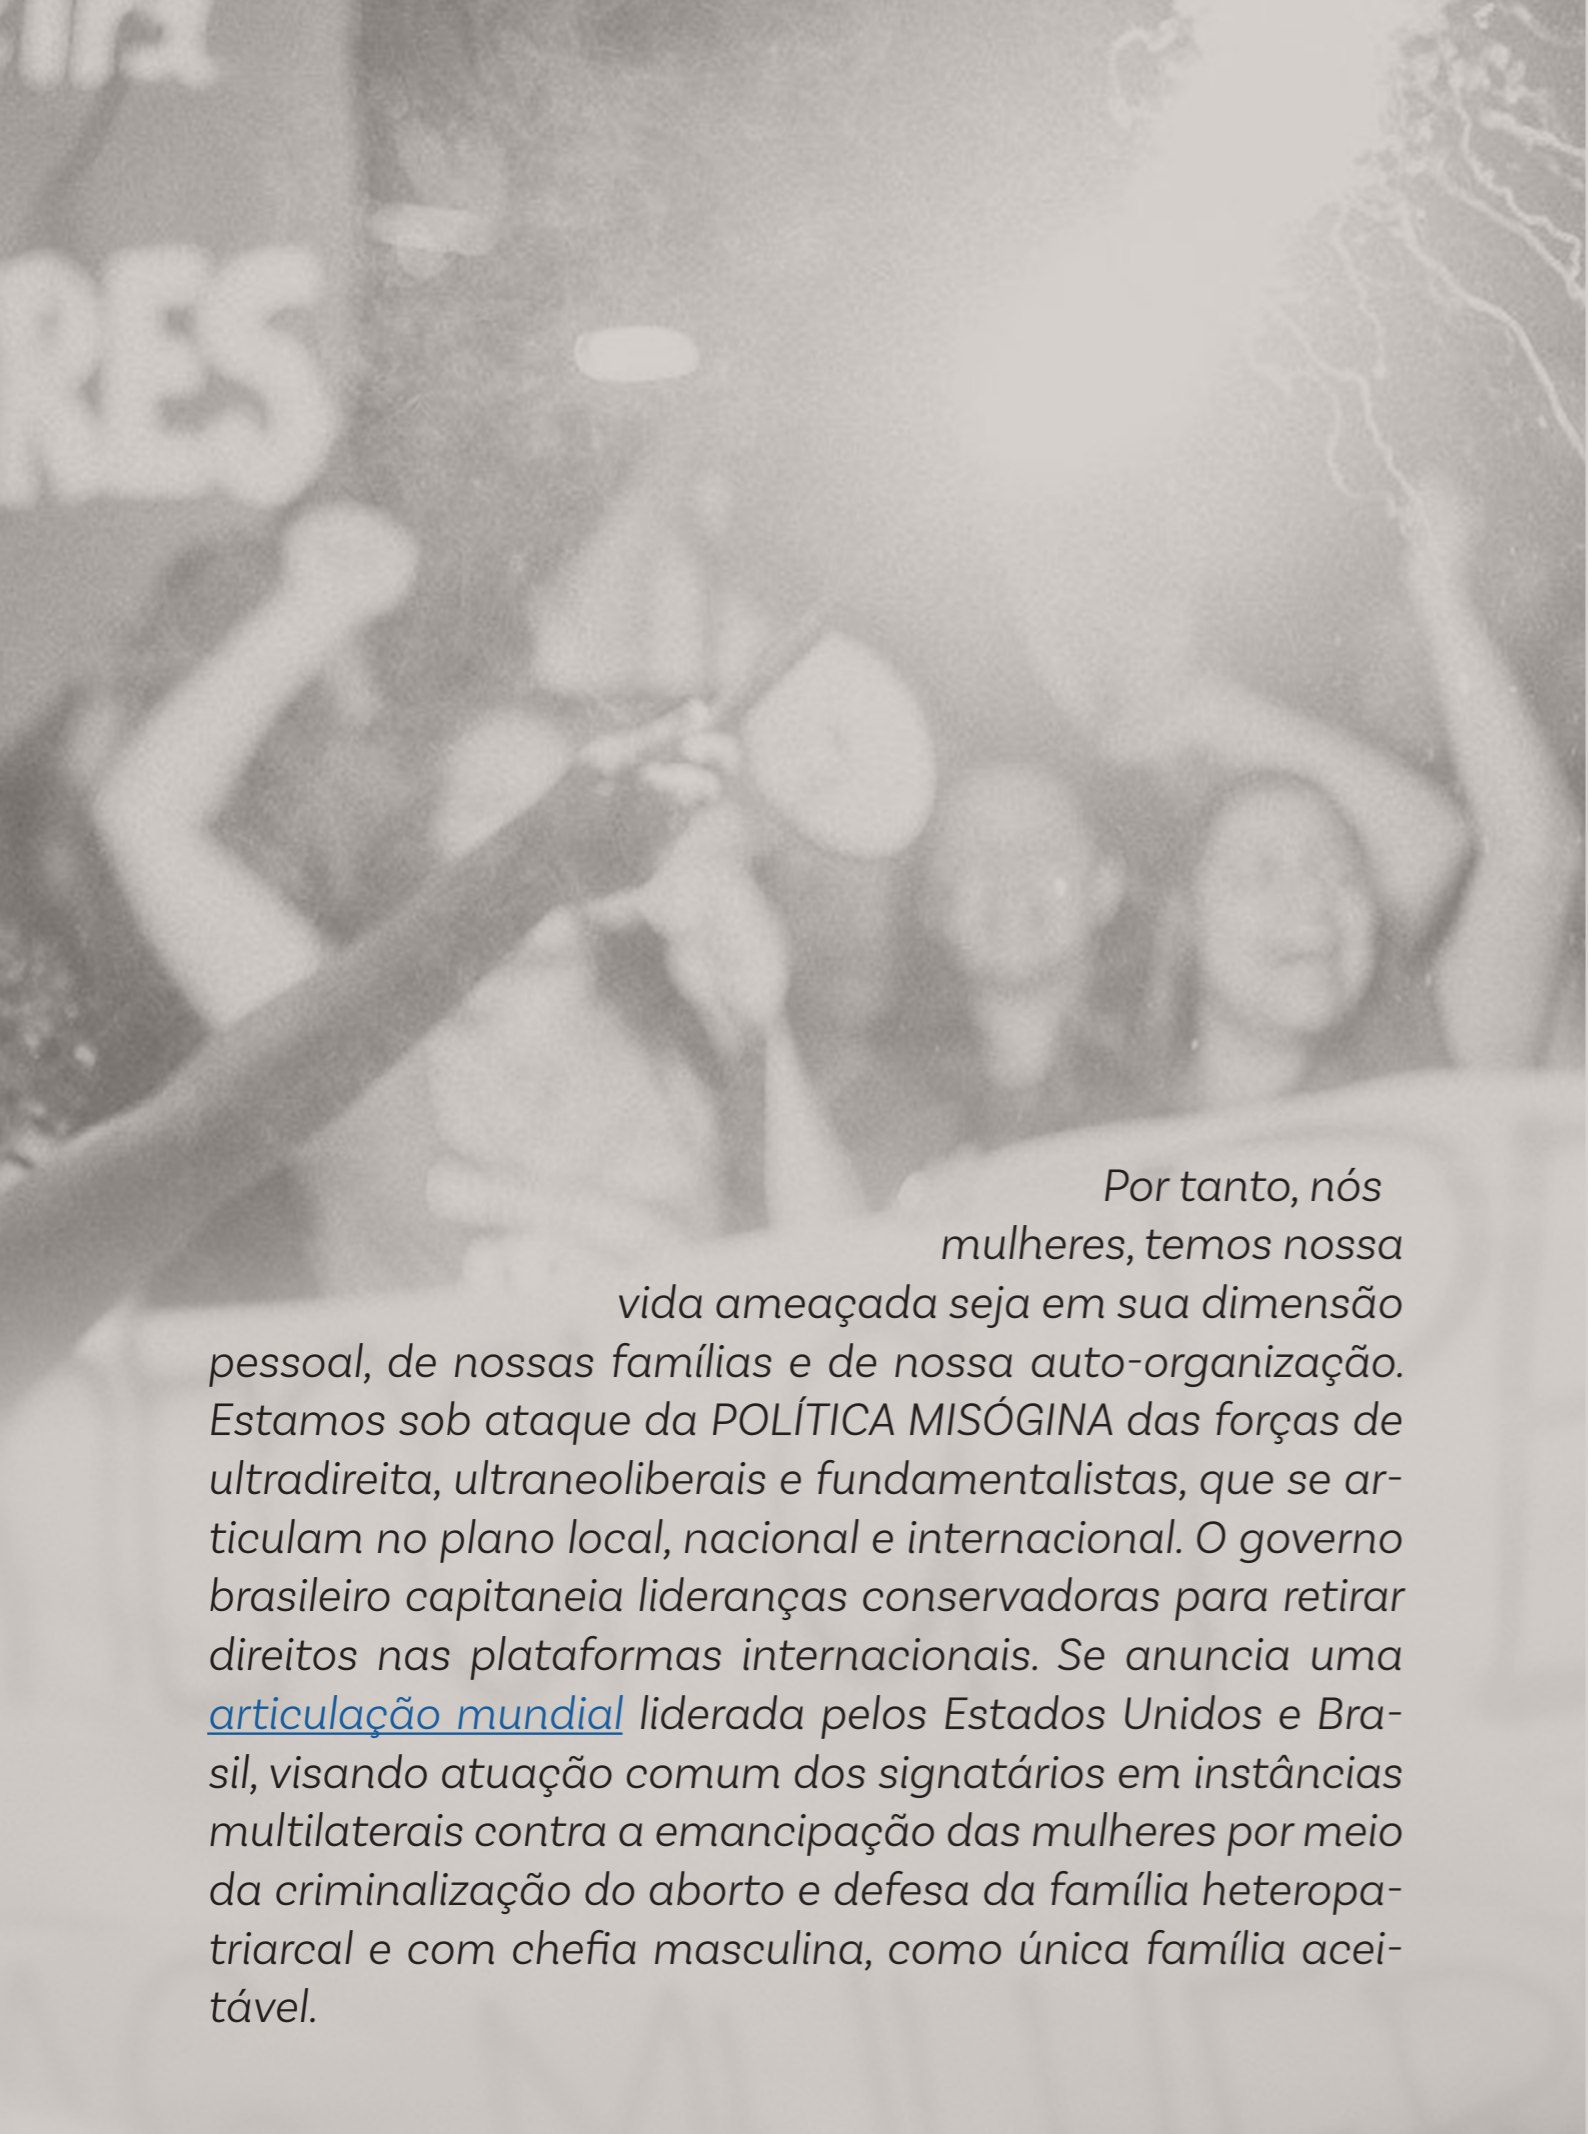 RES
Por tanto, nós
mulheres, temos nossa
vida ameaçada seja em sua dimensão
pessoal, de nossas famílias e de nossa auto-organização.
Estamos sob ataque da POLÍTICA MISÓGINA das forças de
ultradireita, ultraneoliberais e fundamentalistas, que se ar-
ticulam no plano local, nacional e internacional. O governo
brasileiro capitaneia lideranças conservadoras para retirar
direitos nas plataformas internacionais. Se anuncia uma
articulação mundial liderada pelos Estados Unidos e Bra-
sil, visando atuação comum dos signatários em instâncias
multilaterais contra a emancipação das mulheres por meio
da criminalização do aborto e defesa da família heteropa-
triarcal e com chefia masculina, como única família acei-
tável.